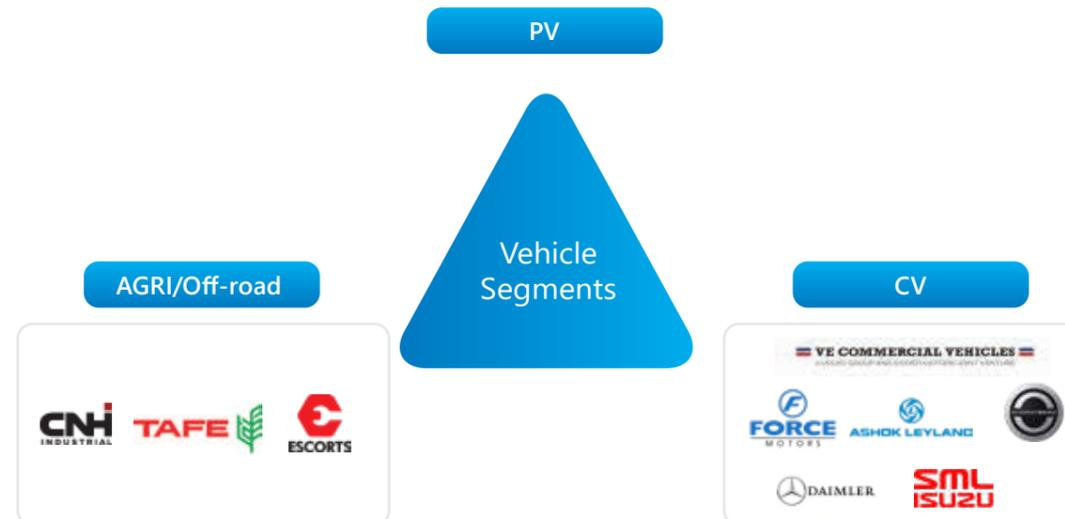 PV
Vehicle
Segments
AGRI/Off-road
CV
CNH
INDUSTRIAL
TAFE
ESCORTS
VE COMMERCIAL VEHICLES
FORCE
MOTORS
ASHOK LEYLAND
DAIMLER
SML
ISUZU